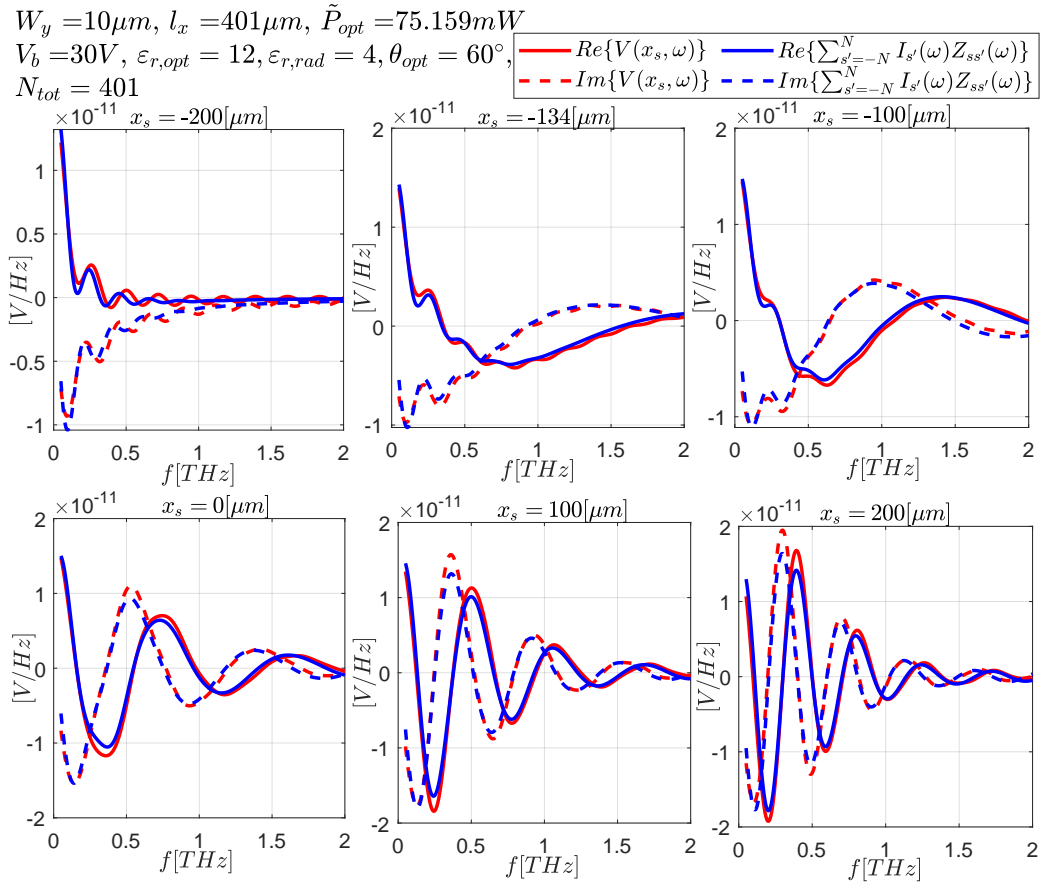 W_y =10μm, l_x =401μm, P̃_opt =75.159mW
V_b =30V, ε_r,opt = 12, ε_r,rad = 4, θ_opt = 60°,
N_tot = 401
Re{V(x_s, ω)} Re{∑_{s'=−N}^{N} I_s'(ω)Z_ss'(ω)}
Im{V(x_s, ω)} Im{∑_{s'=−N}^{N} I_s'(ω)Z_ss'(ω)}
×10^-11 x_s = -200[μm]
[V/Hz]
1
0.5
0
-0.5
-1
0 0.5 1 1.5 2
f[THz]
×10^-11 x_s = -134[μm]
[V/Hz]
2
1
0
-1
0 0.5 1 1.5 2
f[THz]
×10^-11 x_s = -100[μm]
[V/Hz]
2
1
0
-1
0 0.5 1 1.5 2
f[THz]
×10^-11 x_s = 0[μm]
[V/Hz]
2
1
0
-1
-2
0 0.5 1 1.5 2
f[THz]
×10^-11 x_s = 100[μm]
[V/Hz]
2
1
0
-1
-2
0 0.5 1 1.5 2
f[THz]
×10^-11 x_s = 200[μm]
[V/Hz]
2
1
0
-1
-2
0 0.5 1 1.5 2
f[THz]